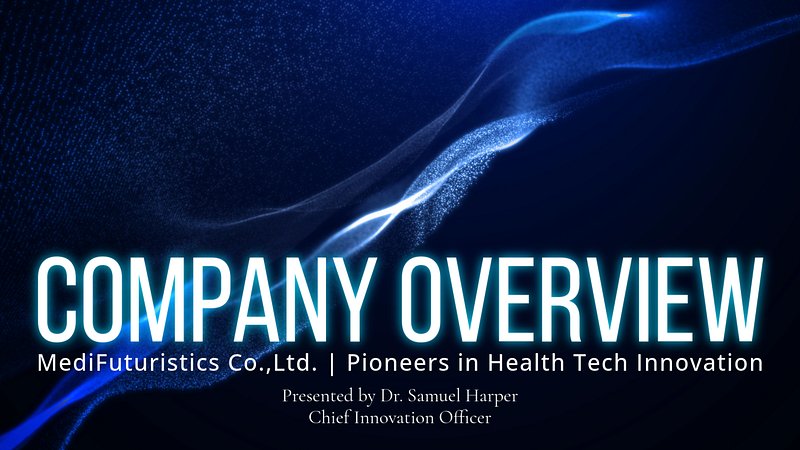 COMPANY OVERVIEW
MediFuturistics Co.,Ltd. | Pioneers in Health Tech Innovation
Presented by Dr. Samuel Harper
Chief Innovation Officer